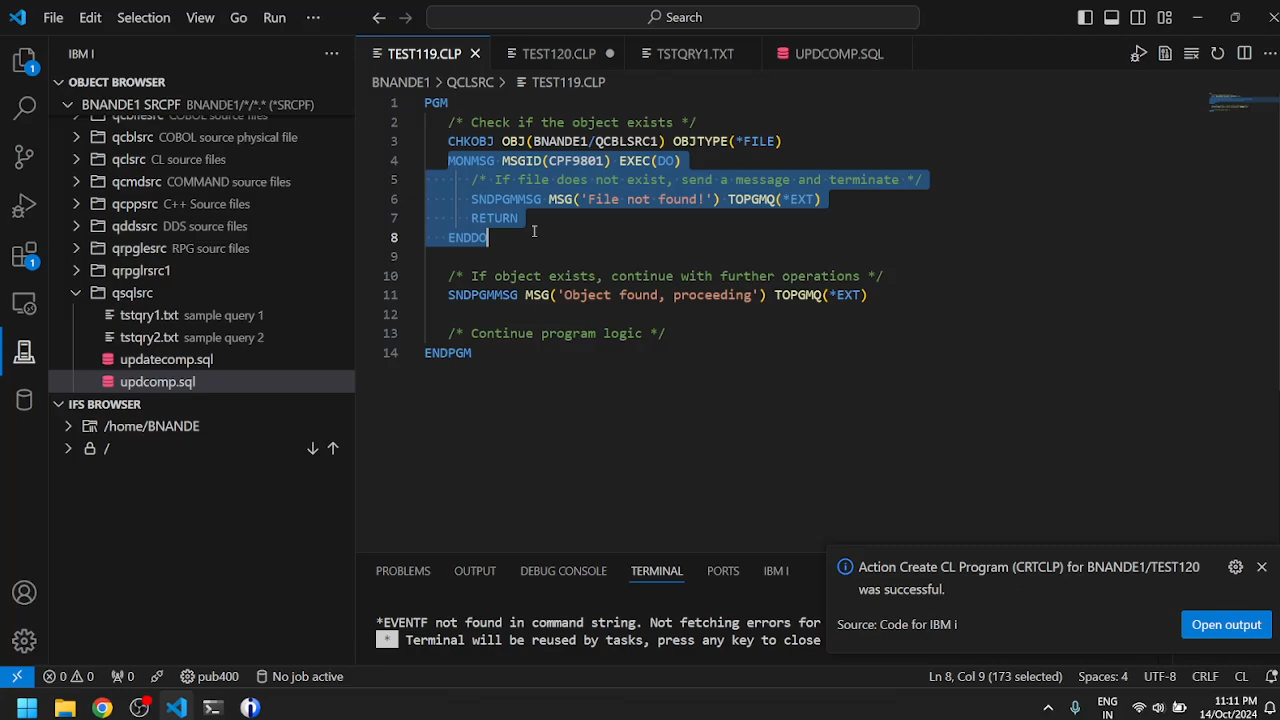 File Edit Selection View Go Run ··· Search
IBM I ···
OBJECT BROWSER
BNANDE1 SRCPF BNANDE1/*/*.* (*SRCPF)
qcblsrc COBOL source physical file
qclsrc CL source files
qcmdsrc COMMAND source files
qcppsrc C++ Source files
qddssrc DDS source files
qrpglesrc RPG surc files
qrpglrsrc1
qsqlsrc
tstqry1.txt sample query 1
tstqry2.txt sample query 2
updatecomp.sql
updcomp.sql
IFS BROWSER
/home/BNANDE
/
1
1
TEST119.CLP TEST120.CLP TSTQRY1.TXT UPDCOMP.SQL
BNANDE1 > QCLSRC > TEST119.CLP
1 PGM
2 /* Check if the object exists */
3 CHKOBJ OBJ(BNANDE1/QCBLSRC1) OBJTYPE(*FILE)
4 MONMSG MSGID(CPF9801) EXEC(DO)
5 /* If file does not exist, send a message and terminate */
6 SNDPGMMSG MSG('File not found!') TOPGMQ(*EXT)
7 RETURN
8 ENDDO
9
10 /* If object exists, continue with further operations */
11 SNDPGMMSG MSG('Object found, proceeding') TOPGMQ(*EXT)
12
13 /* Continue program logic */
14 ENDPGM
PROBLEMS OUTPUT DEBUG CONSOLE TERMINAL PORTS IBM I
*EVENTF not found in command string. Not fetching errors for
* Terminal will be reused by tasks, press any key to close
Action Create CL Program (CRTCLP) for BNANDE1/TEST120
was successful.
Source: Code for IBM i
Open output
0 0 0 pub400 No job active Ln 8, Col 9 (173 selected) Spaces: 4 UTF-8 CRLF CL
ENG
IN
11:11 PM
14/Oct/2024